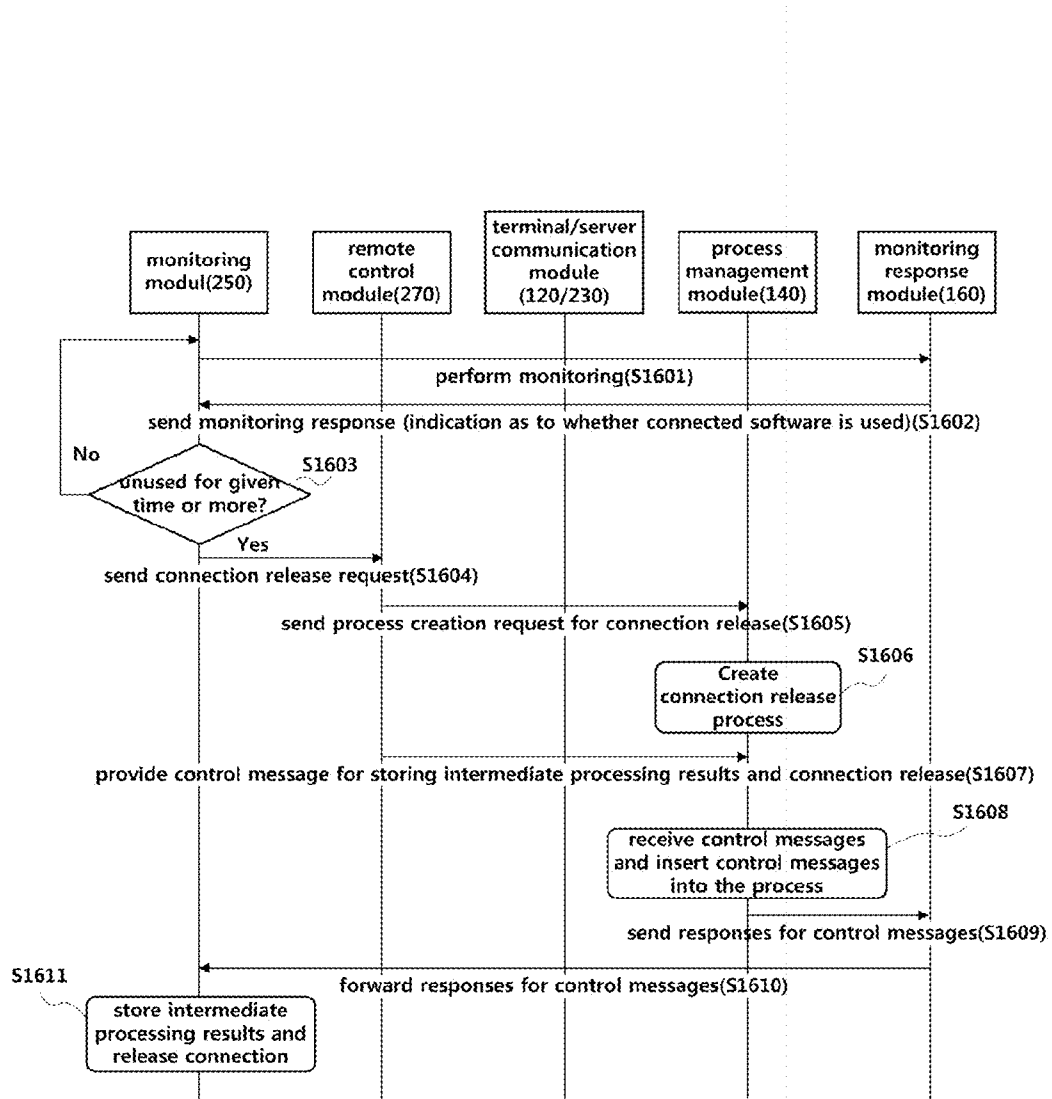 monitoring
modul(250)
remote
control
module(270)
terminal/server
communication
module
(120/230)
process
management
module(140)
monitoring
response
module(160)
perform monitoring(S1601)
send monitoring response (indication as to whether connected software is used)(S1602)
No
S1603
unused for given
time or more?
Yes
send connection release request(S1604)
send process creation request for connection release(S1605)
S1606
Create
connection release
process
provide control message for storing intermediate processing results and connection release(S1607)
S1608
receive control messages
and insert control messages
into the process
send responses for control messages(S1609)
S1611
forward responses for control messages(S1610)
store intermediate
processing results and
release connection